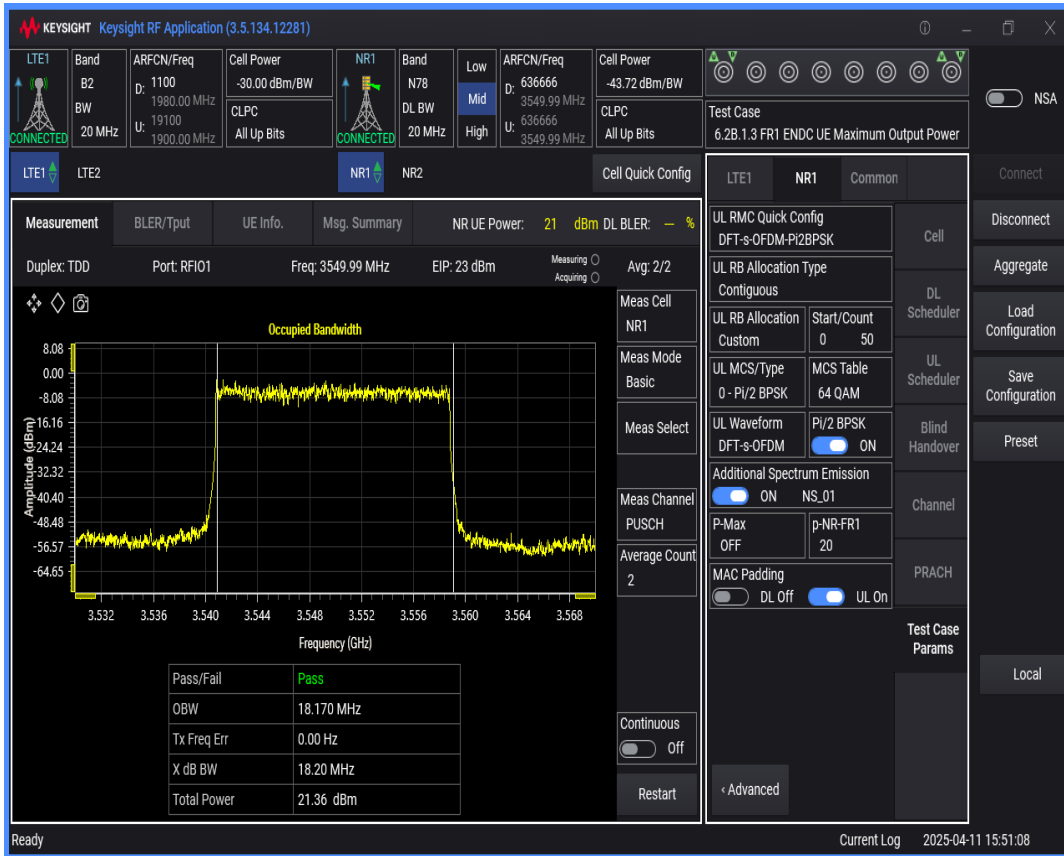 KEYSIGHT Keysight RF Application (3.5.134.12281)
LTE1
CONNECTED
Band
B2
BW
20 MHz
ARFCN/Freq
D: 1100
1980.00 MHz
U: 19100
1900.00 MHz
Cell Power
-30.00 dBm/BW
CLPC
All Up Bits
NR1
CONNECTED
Band
N78
DL BW
20 MHz
Low
Mid
High
ARFCN/Freq
D: 636666
3549.99 MHz
U: 636666
3549.99 MHz
Cell Power
-43.72 dBm/BW
CLPC
All Up Bits
Test Case
6.2B.1.3 FR1 ENDC UE Maximum Output Power
NSA
LTE1 LTE2 NR1 NR2 Cell Quick Config
Measurement BLER/Tput UE Info. Msg. Summary NR UE Power: 21 dBm DL BLER: — %
Duplex: TDD Port: RFIO1 Freq: 3549.99 MHz EIP: 23 dBm Measuring Acquiring Avg: 2/2
Occupied Bandwidth
Amplitude (dBm)
8.08
0.00
-8.08
-16.16
-24.24
-32.32
-40.40
-48.48
-56.57
-64.65
3.532 3.536 3.540 3.544 3.548 3.552 3.556 3.560 3.564 3.568
Frequency (GHz)
Pass/Fail Pass
OBW 18.170 MHz
Tx Freq Err 0.00 Hz
X dB BW 18.20 MHz
Total Power 21.36 dBm
Meas Cell
NR1
Meas Mode
Basic
Meas Select
Meas Channel
PUSCH
Average Count
2
Continuous
Off
Restart
LTE1 NR1 Common
UL RMC Quick Config
DFT-s-OFDM-Pi2BPSK
UL RB Allocation Type
Contiguous
UL RB Allocation
Custom
Start/Count
0 50
UL MCS/Type
0 - Pi/2 BPSK
MCS Table
64 QAM
UL Waveform
DFT-s-OFDM
Pi/2 BPSK
ON
Additional Spectrum Emission
ON NS_01
P-Max
OFF
p-NR-FR1
20
MAC Padding
DL Off UL On
‹ Advanced
Cell
DL
Scheduler
UL
Scheduler
Blind
Handover
Channel
PRACH
Test Case
Params
Connect
Disconnect
Aggregate
Load
Configuration
Save
Configuration
Preset
Local
Ready Current Log 2025-04-11 15:51:08